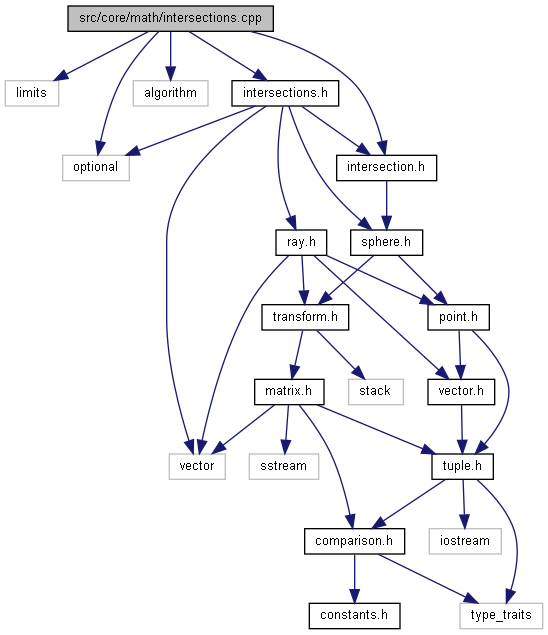 src/core/math/intersections.cpp
limits
algorithm
intersections.h
optional
intersection.h
ray.h
sphere.h
transform.h
point.h
matrix.h
stack
vector.h
vector
sstream
tuple.h
comparison.h
iostream
constants.h
type_traits